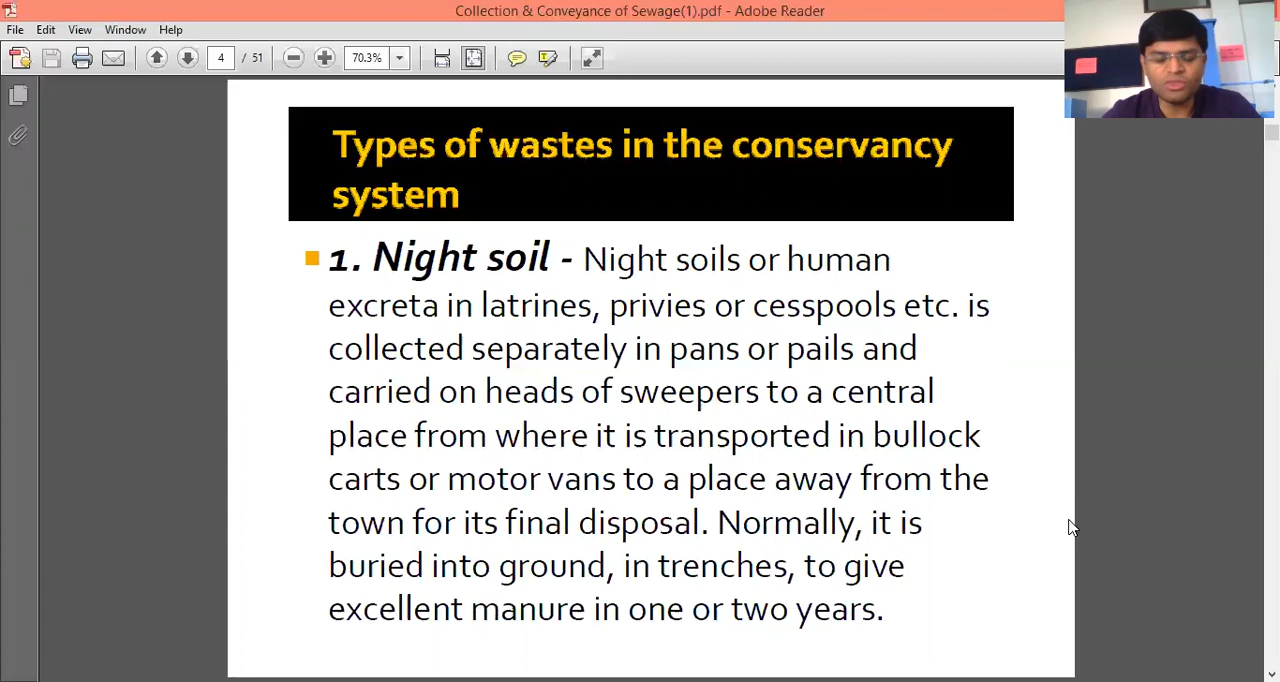 Collection & Conveyance of Sewage(1).pdf - Adobe Reader
File Edit View Window Help
4 / 51 70.3%
Types of wastes in the conservancy
system
1. Night soil - Night soils or human
excreta in latrines, privies or cesspools etc. is
collected separately in pans or pails and
carried on heads of sweepers to a central
place from where it is transported in bullock
carts or motor vans to a place away from the
town for its final disposal. Normally, it is
buried into ground, in trenches, to give
excellent manure in one or two years.